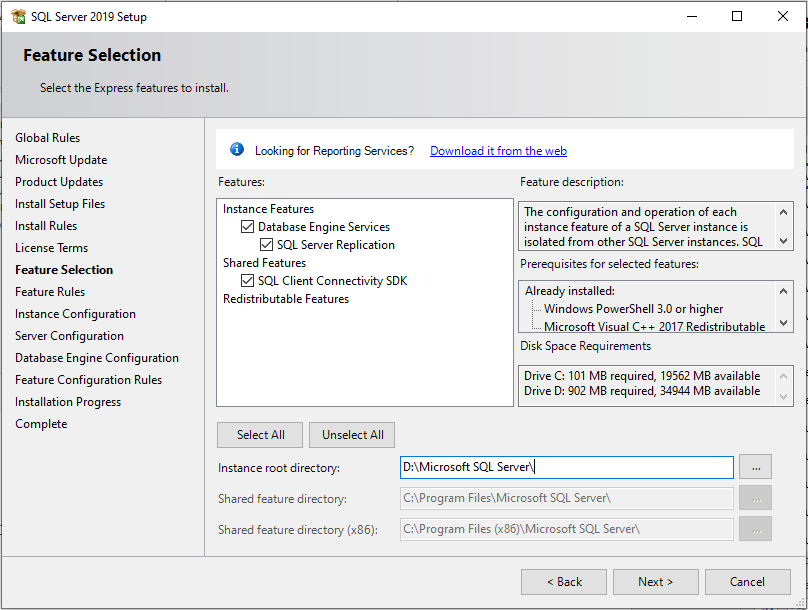 SQL Server 2019 Setup
Feature Selection
Select the Express features to install.
Global Rules
Microsoft Update
Product Updates
Install Setup Files
Install Rules
License Terms
Feature Selection
Feature Rules
Instance Configuration
Server Configuration
Database Engine Configuration
Feature Configuration Rules
Installation Progress
Complete
Looking for Reporting Services? Download it from the web
Features:
Instance Features
Database Engine Services
SQL Server Replication
Shared Features
SQL Client Connectivity SDK
Redistributable Features
Feature description:
The configuration and operation of each
instance feature of a SQL Server instance is
isolated from other SQL Server instances. SQL
Prerequisites for selected features:
Already installed:
Windows PowerShell 3.0 or higher
Microsoft Visual C++ 2017 Redistributable
Disk Space Requirements
Drive C: 101 MB required, 19562 MB available
Drive D: 902 MB required, 34944 MB available
Select All
Unselect All
Instance root directory: D:\Microsoft SQL Server\ ...
Shared feature directory: C:\Program Files\Microsoft SQL Server\ ...
Shared feature directory (x86): C:\Program Files (x86)\Microsoft SQL Server\ ...
< Back
Next >
Cancel